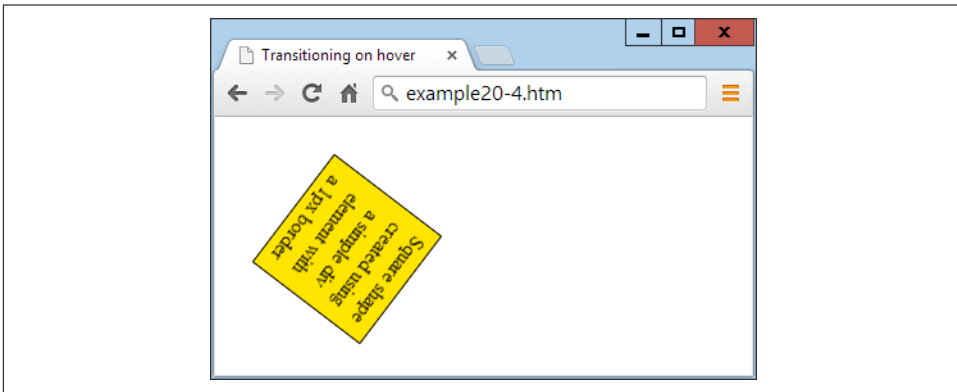 Transitioning on hover
example20-4.htm
Square shape
created using
a simple div
element with
a 1px border